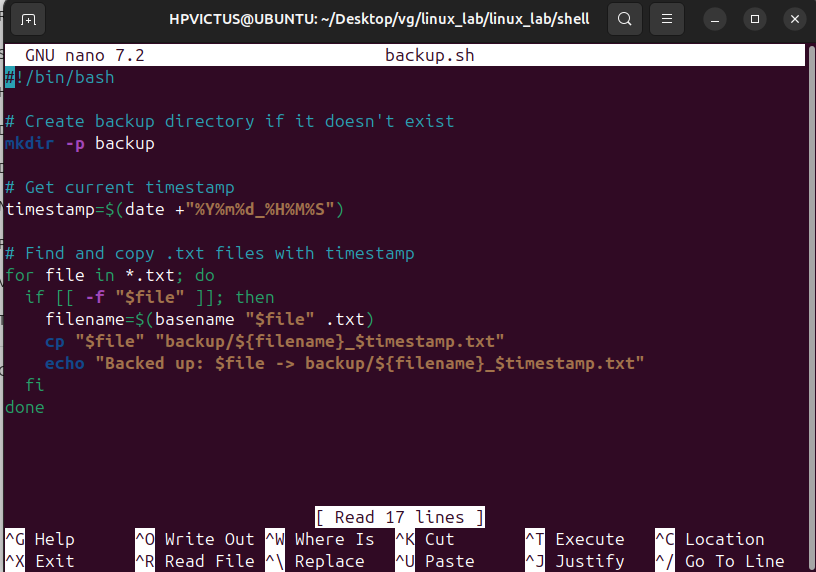 HPVICTUS@UBUNTU: ~/Desktop/vg/linux_lab/linux_lab/shell
GNU nano 7.2 backup.sh
#!/bin/bash

# Create backup directory if it doesn't exist
mkdir -p backup

# Get current timestamp
timestamp=$(date +"%Y%m%d_%H%M%S")

# Find and copy .txt files with timestamp
for file in *.txt; do
  if [[ -f "$file" ]]; then
    filename=$(basename "$file" .txt)
    cp "$file" "backup/${filename}_$timestamp.txt"
    echo "Backed up: $file -> backup/${filename}_$timestamp.txt"
  fi
done

[ Read 17 lines ]
^G Help ^O Write Out ^W Where Is ^K Cut ^T Execute ^C Location
^X Exit ^R Read File ^\ Replace ^U Paste ^J Justify ^/ Go To Line